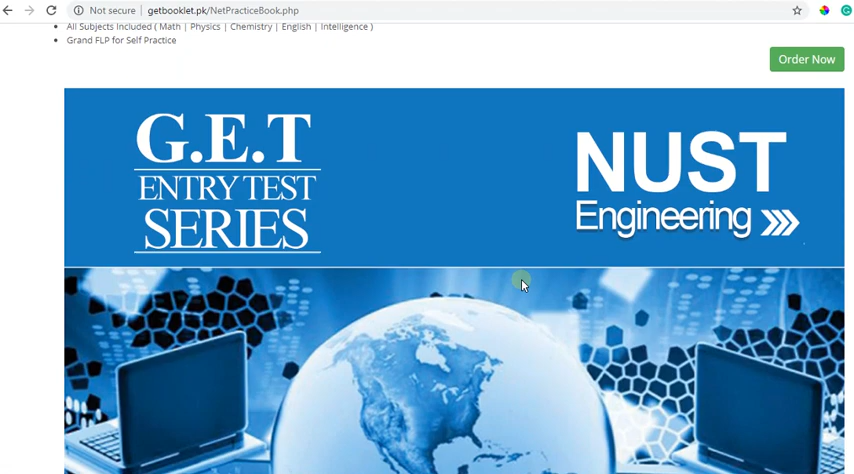 Not secure | getbooklet.pk/NetPracticeBook.php
All Subjects Included ( Math | Physics | Chemistry | English | Intelligence )
Grand FLP for Self Practice
Order Now
G.E.T
ENTRY TEST
SERIES
NUST
Engineering